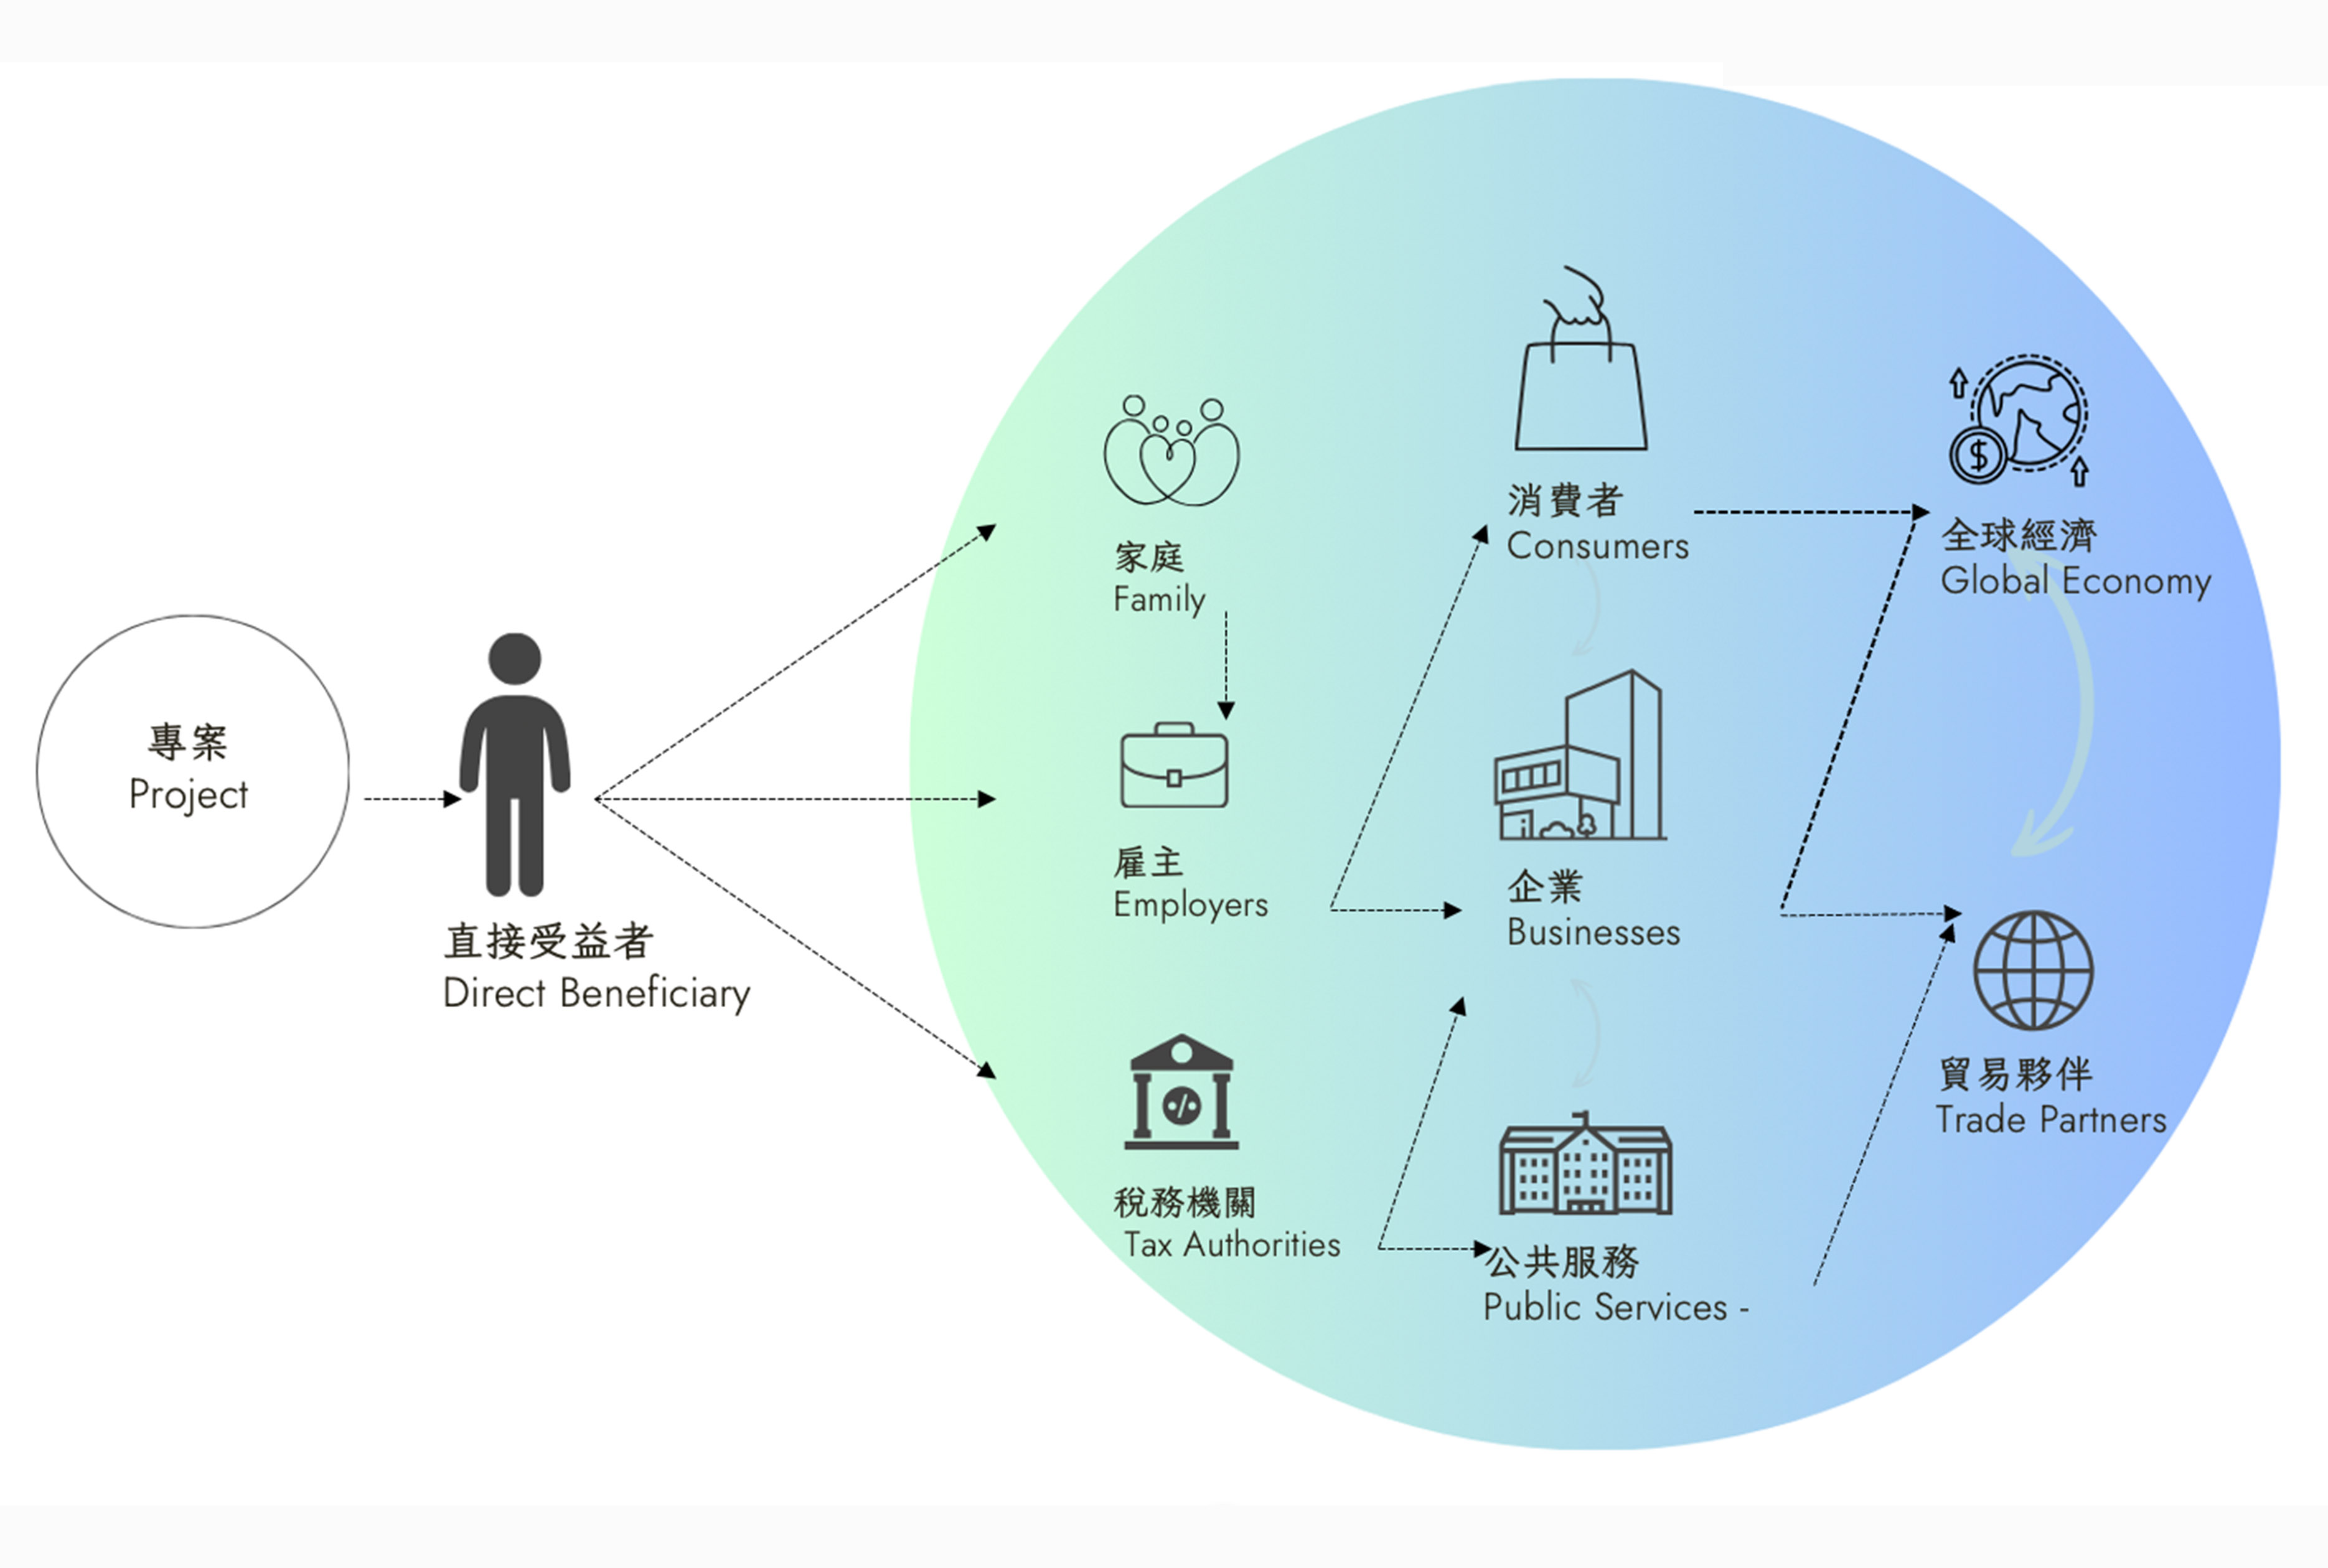 專案
Project
直接受益者
Direct Beneficiary
家庭
Family
雇主
Employers
稅務機關
Tax Authorities
消費者
Consumers
企業
Businesses
公共服務
Public Services -
全球經濟
Global Economy
貿易夥伴
Trade Partners
$